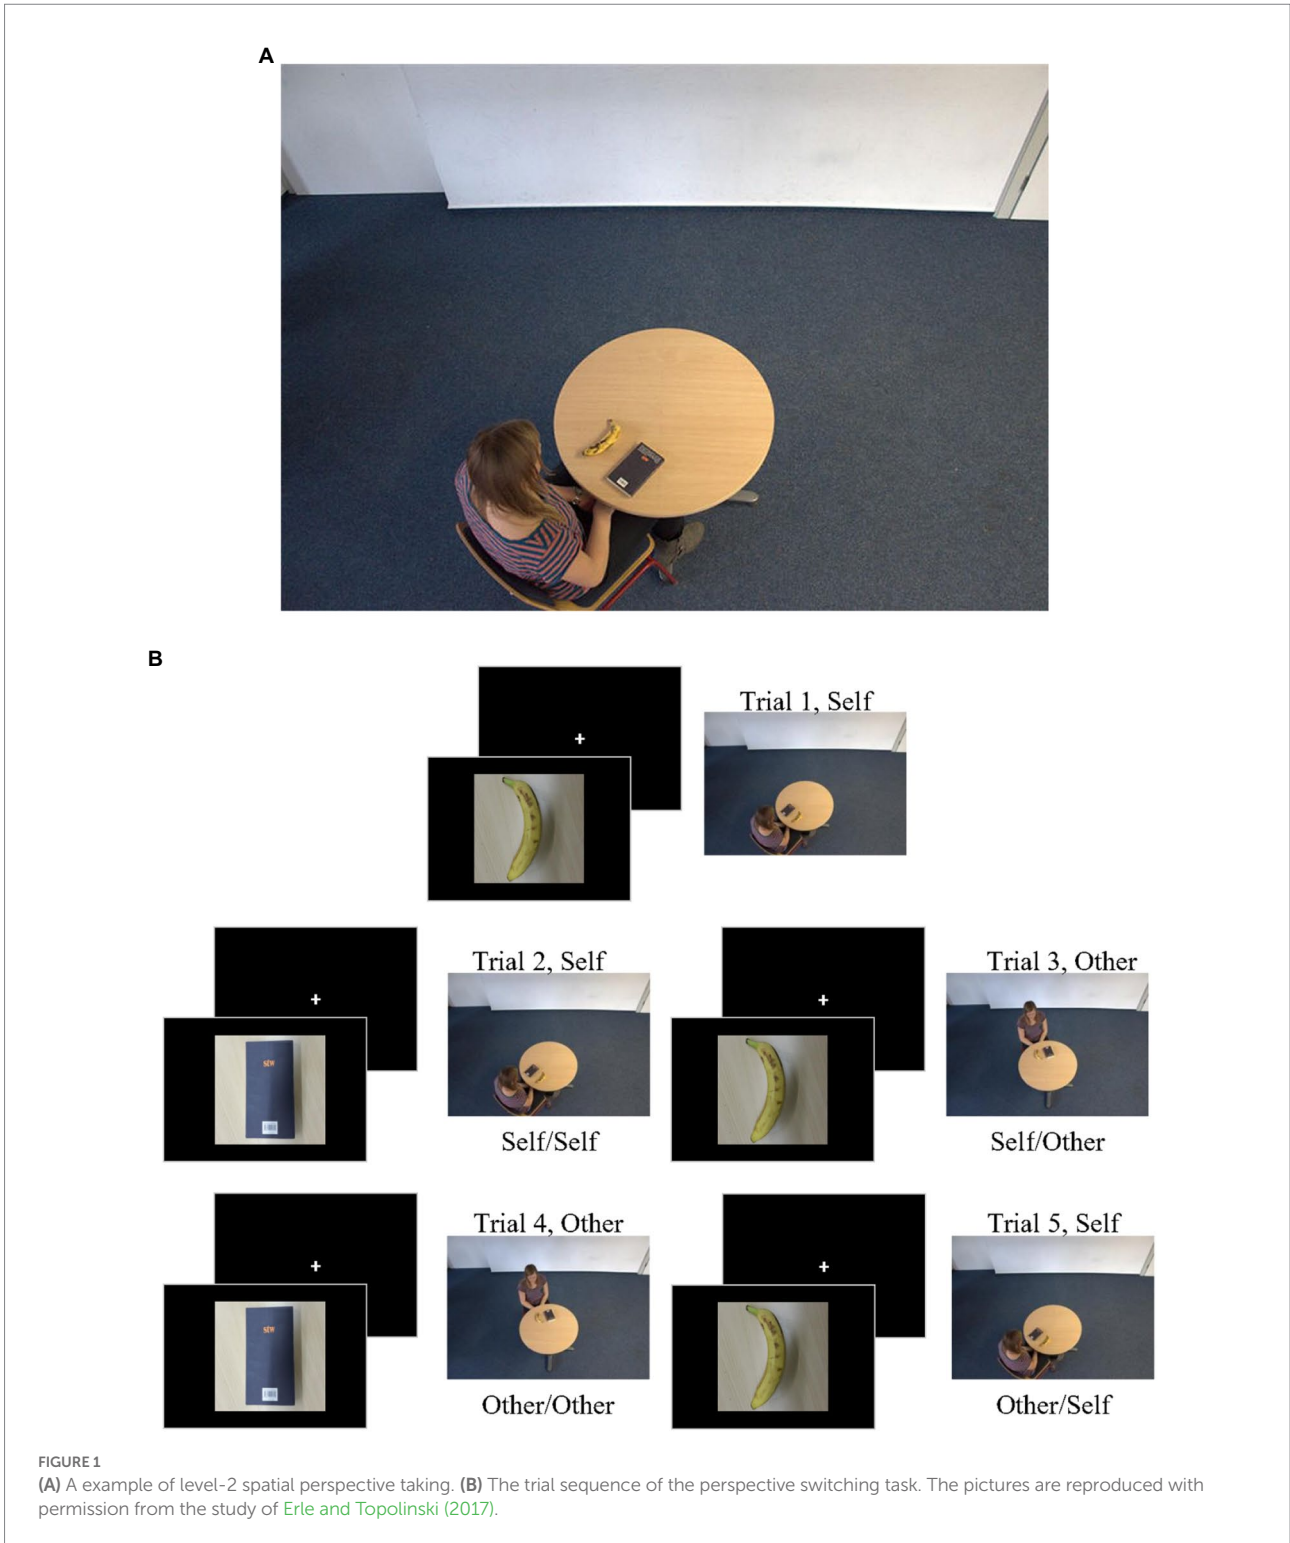 A
B
Trial 1, Self
Trial 2, Self
Trial 3, Other
Self/Self
Self/Other
Trial 4, Other
Trial 5, Self
Other/Other
Other/Self
FIGURE 1
(A) A example of level-2 spatial perspective taking. (B) The trial sequence of the perspective switching task. The pictures are reproduced with
permission from the study of Erle and Topolinski (2017).